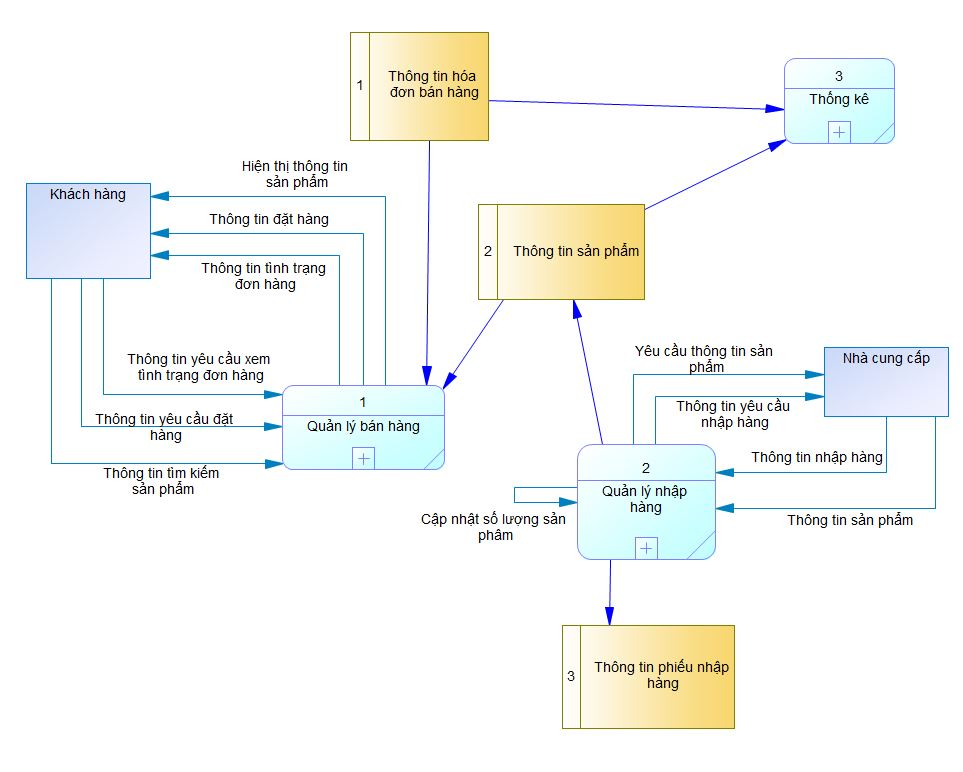 1
Thông tin hóa
đơn bán hàng
3
Thống kê
Hiện thị thông tin
sản phẩm
Khách hàng
Thông tin đặt hàng
2
Thông tin sản phẩm
Thông tin tình trạng
đơn hàng
Thông tin yêu cầu xem
tình trạng đơn hàng
Yêu cầu thông tin sản
phẩm
Nhà cung cấp
1
Quản lý bán hàng
Thông tin yêu cầu đặt
hàng
Thông tin yêu cầu
nhập hàng
Thông tin tìm kiếm
sản phẩm
Thông tin nhập hàng
2
Quản lý nhập
hàng
Cập nhật số lượng sản
phâm
Thông tin sản phẩm
3
Thông tin phiếu nhập
hàng